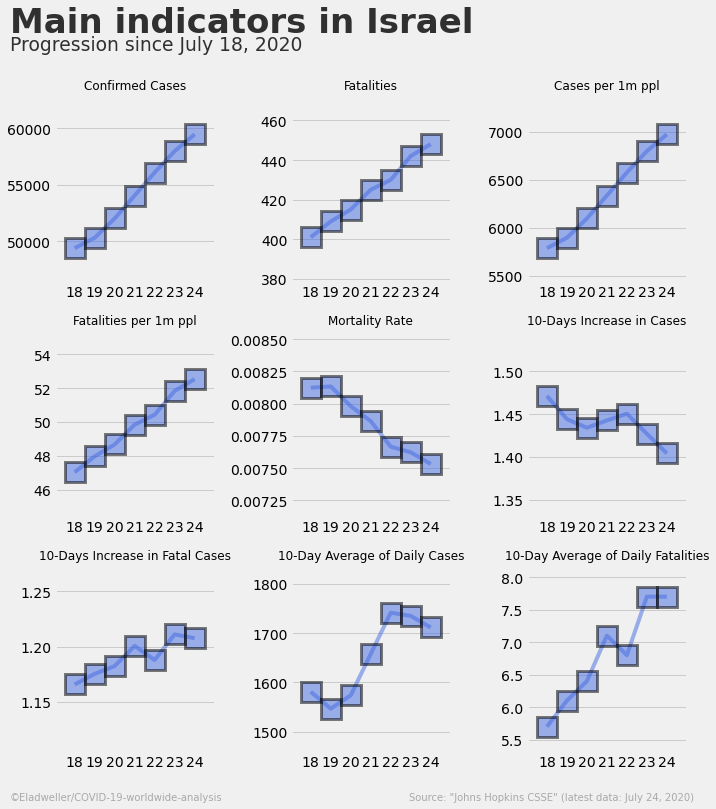 Main indicators in Israel
Progression since July 18, 2020
Confirmed Cases
60000
55000
50000
18 19 20 21 22 23 24
Fatalities
460
440
420
400
380
18 19 20 21 22 23 24
Cases per 1m ppl
7000
6500
6000
5500
18 19 20 21 22 23 24
Fatalities per 1m ppl
54
52
50
48
46
18 19 20 21 22 23 24
Mortality Rate
0.00850
0.00825
0.00800
0.00775
0.00750
0.00725
18 19 20 21 22 23 24
10-Days Increase in Cases
1.50
1.45
1.40
1.35
18 19 20 21 22 23 24
10-Days Increase in Fatal Cases
1.25
1.20
1.15
18 19 20 21 22 23 24
10-Day Average of Daily Cases
1800
1700
1600
1500
18 19 20 21 22 23 24
10-Day Average of Daily Fatalities
8.0
7.5
7.0
6.5
6.0
5.5
18 19 20 21 22 23 24
©Eladweller/COVID-19-worldwide-analysis
Source: "Johns Hopkins CSSE" (latest data: July 24, 2020)